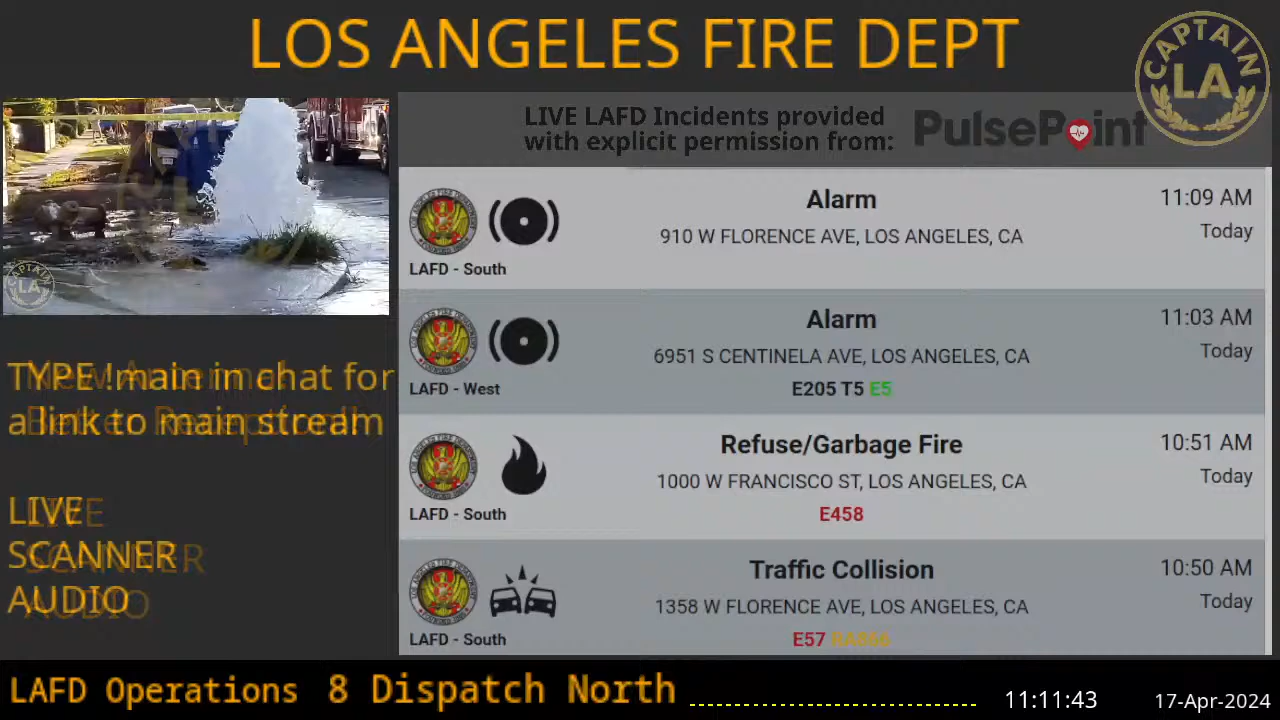 LOS ANGELES FIRE DEPT
CAPTAIN
LA
LIVE LAFD Incidents provided
with explicit permission from:
PulsePoint
Alarm
11:09 AM
910 W FLORENCE AVE, LOS ANGELES, CA
Today
LAFD - South
Alarm
11:03 AM
6951 S CENTINELA AVE, LOS ANGELES, CA
Today
LAFD - West
E205 T5 E5
Refuse/Garbage Fire
10:51 AM
1000 W FRANCISCO ST, LOS ANGELES, CA
Today
LAFD - South
E458
Traffic Collision
10:50 AM
1358 W FLORENCE AVE, LOS ANGELES, CA
Today
LAFD - South
E57
CAPTAIN
LA
TYPE !main in chat for
a link to main stream
LIVE
SCANNER
AUDIO
LIVE
SCANNER
AUDIO
LAFD Operations 8 Dispatch North
11:11:43
17-Apr-2024